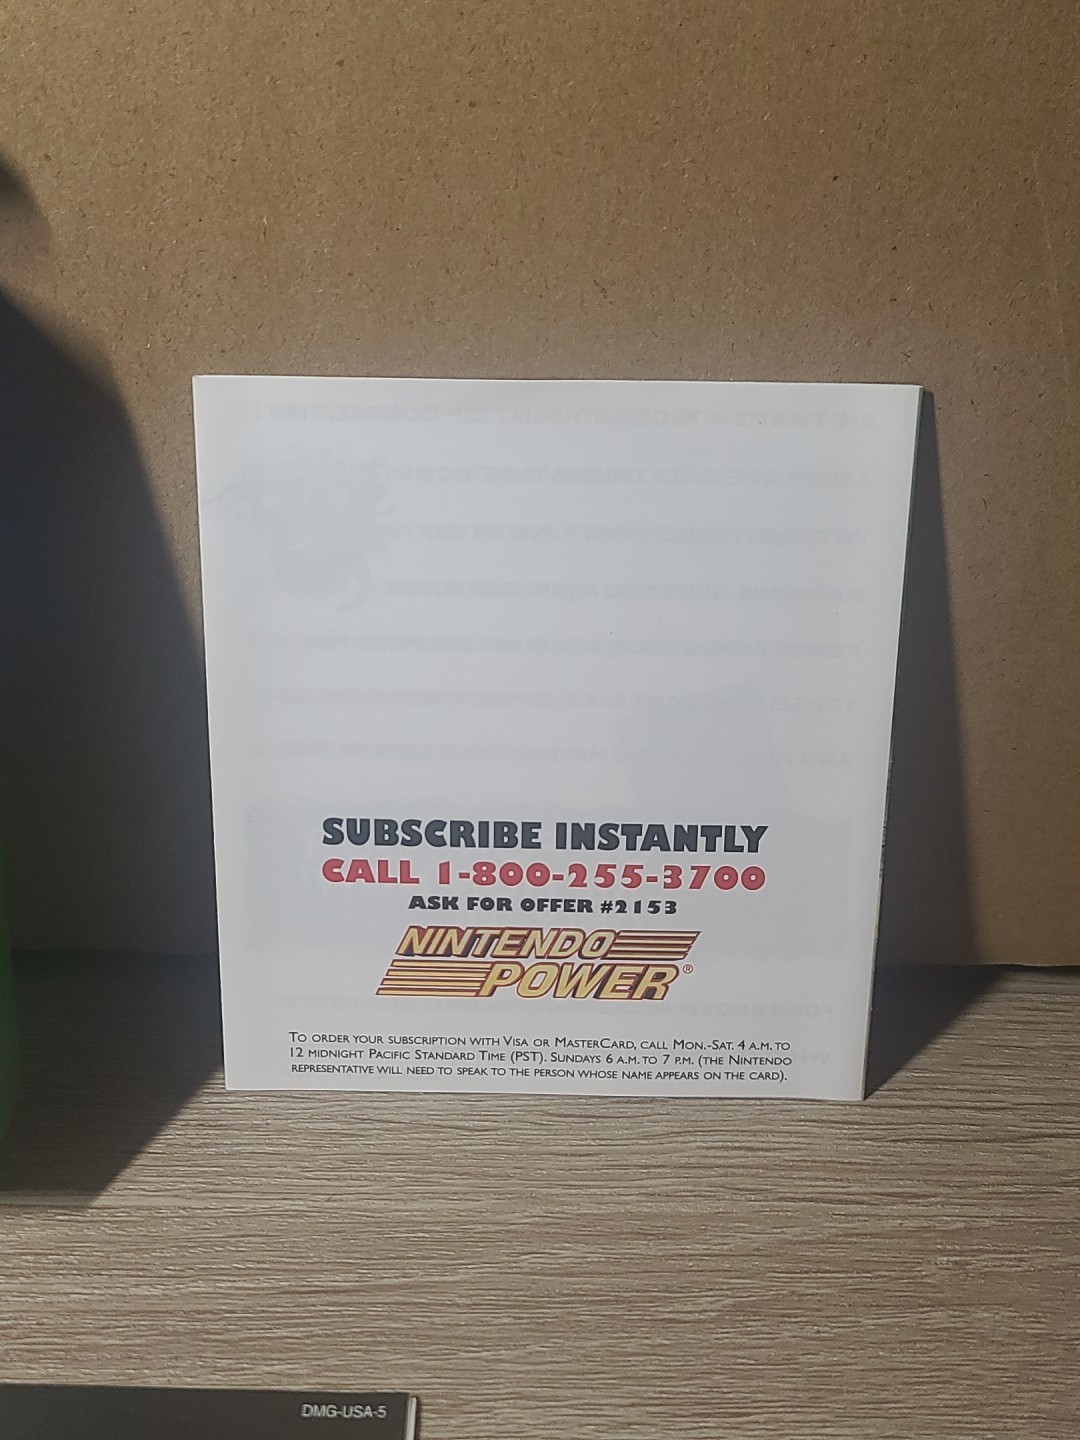 SUBSCRIBE INSTANTLY
CALL 1-800-255-3700
ASK FOR OFFER #2153
NINTENDO
POWER®
TO ORDER YOUR SUBSCRIPTION WITH VISA OR MASTERCARD, CALL MON.-SAT. 4 A.M. TO
12 MIDNIGHT PACIFIC STANDARD TIME (PST). SUNDAYS 6 A.M. TO 7 P.M. (THE NINTENDO
REPRESENTATIVE WILL NEED TO SPEAK TO THE PERSON WHOSE NAME APPEARS ON THE CARD).
DMG-USA-5